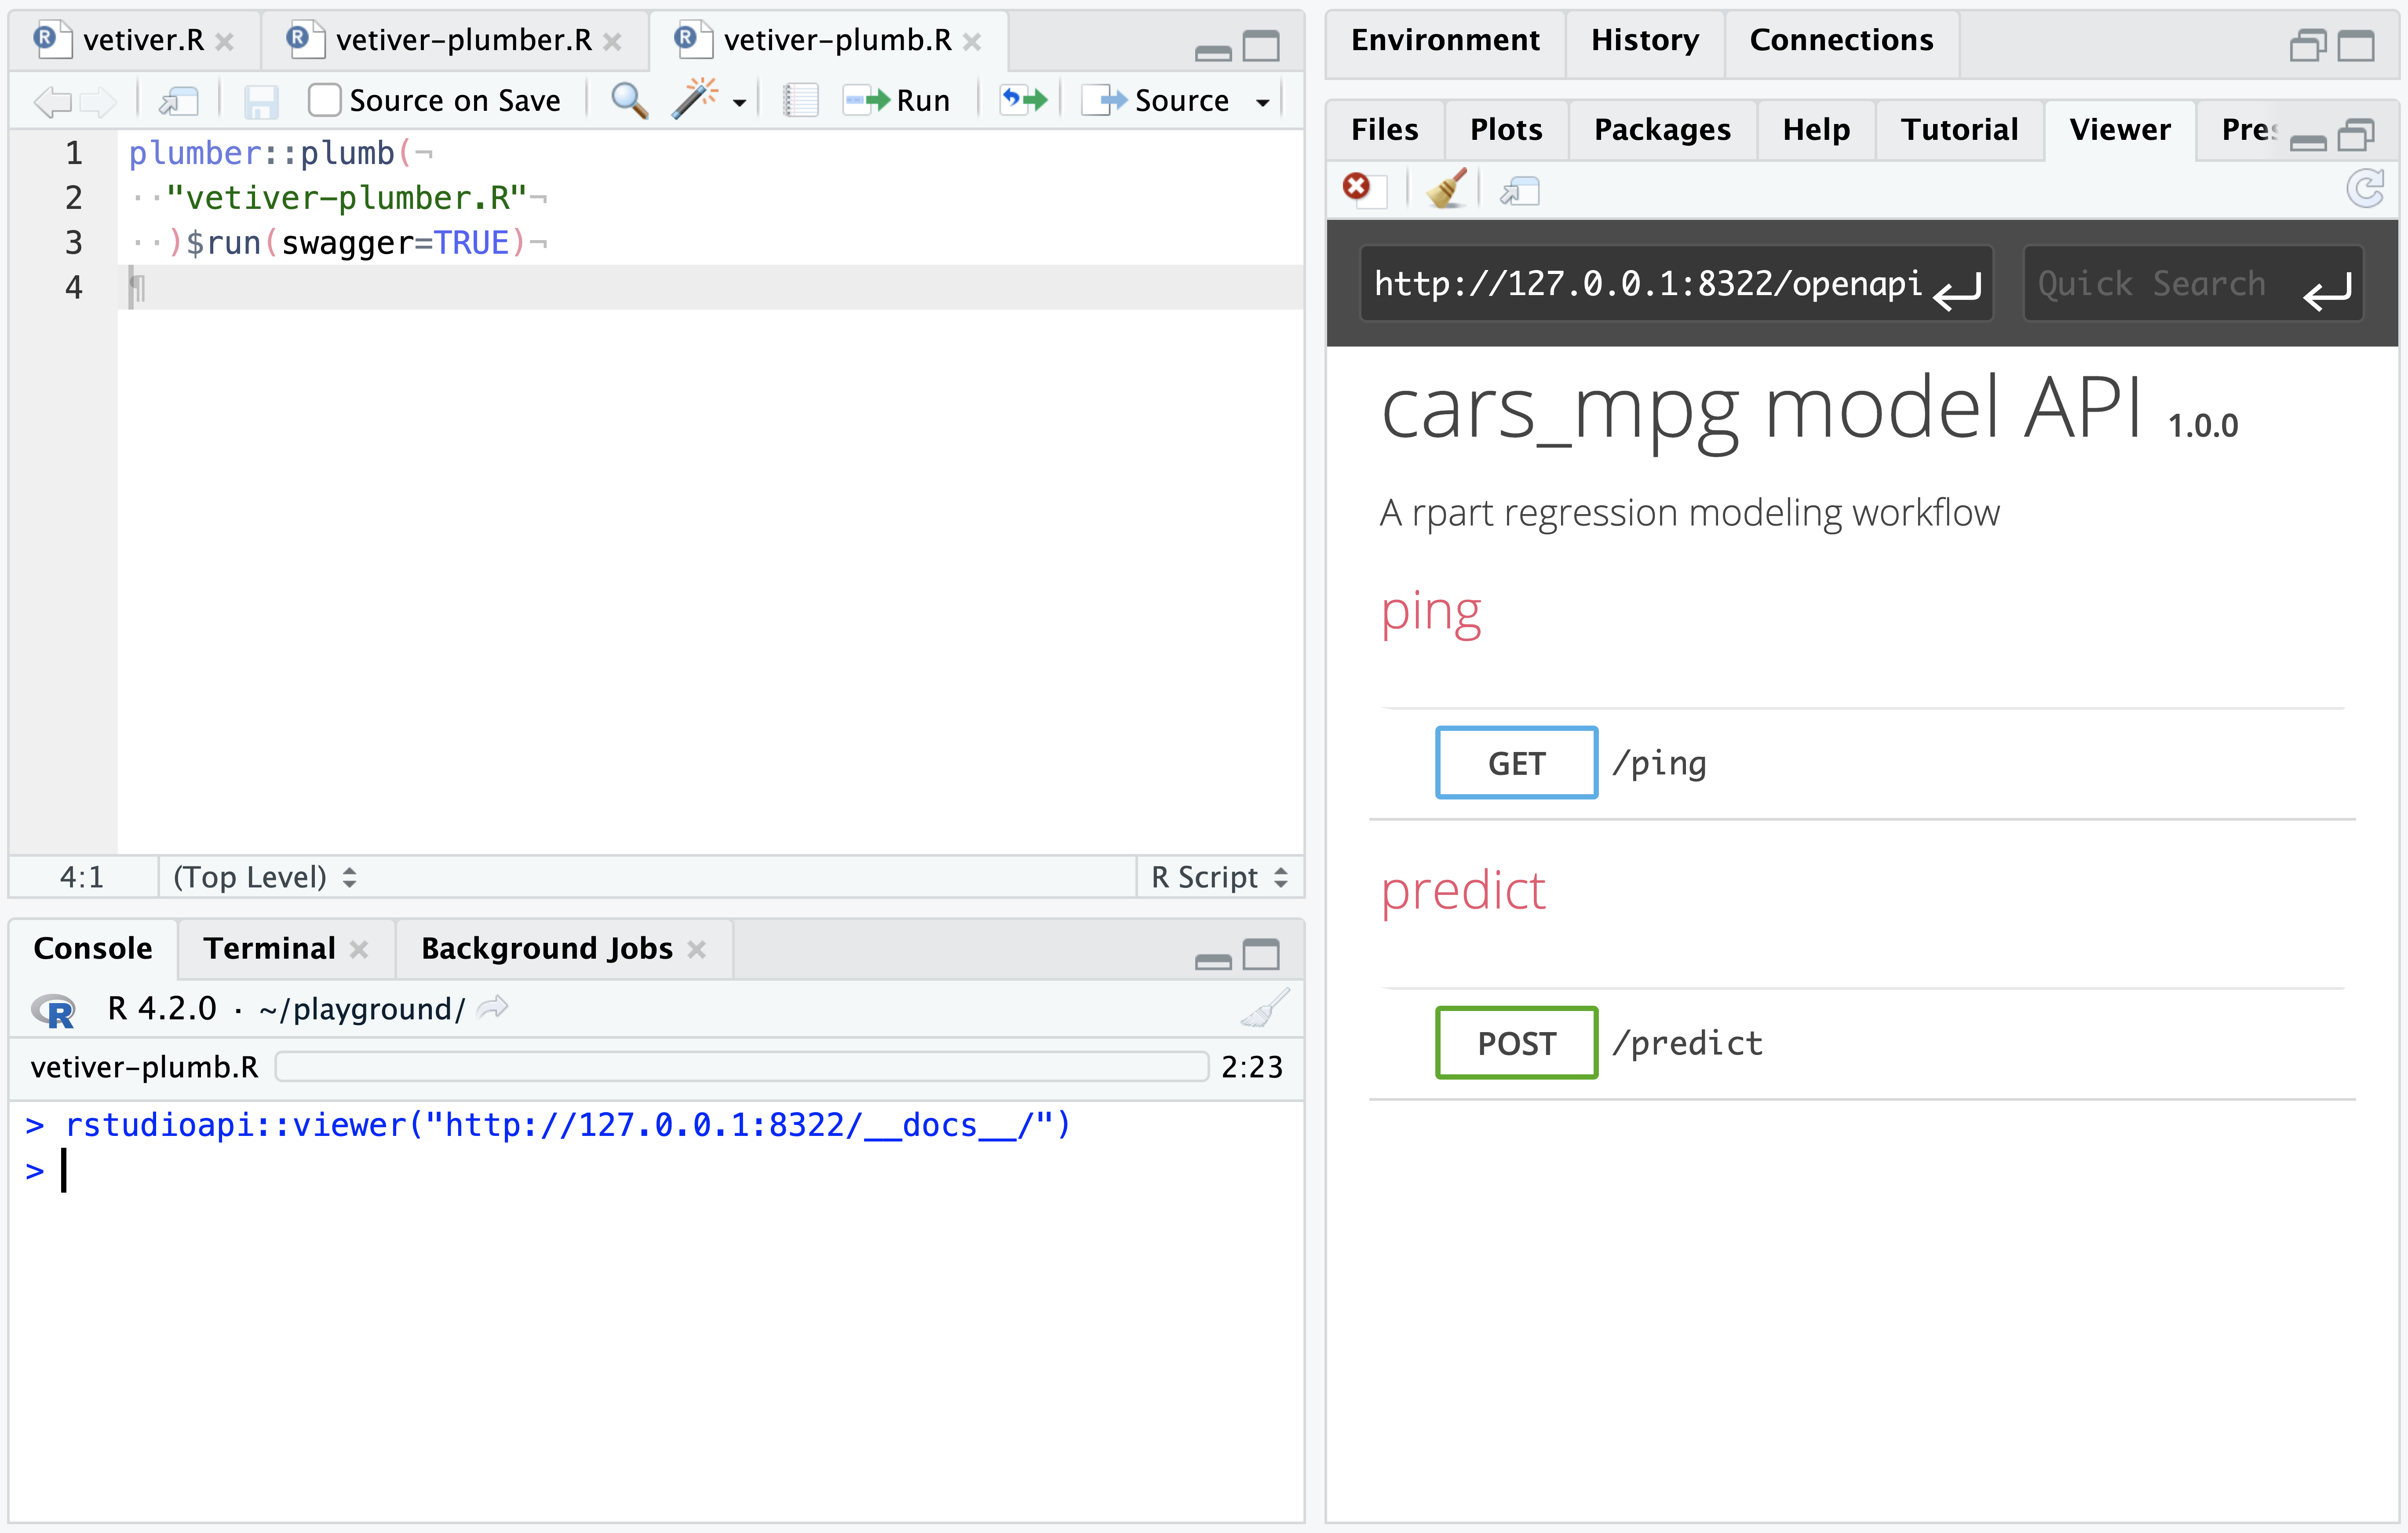 vetiver.R
vetiver-plumber.R
vetiver-plumb.R
Source on Save
Run
Source
1 plumber::plumb(¬
2 ··"vetiver-plumber.R"¬
3 ··)$run(swagger=TRUE)¬
4 ¶
4:1
(Top Level)
R Script
Console
Terminal
Background Jobs
R 4.2.0 · ~/playground/
vetiver-plumb.R 2:23
> rstudioapi::viewer("http://127.0.0.1:8322/__docs__/")
>
Environment
History
Connections
Files
Plots
Packages
Help
Tutorial
Viewer
http://127.0.0.1:8322/openapi
Quick Search
cars_mpg model API 1.0.0
A rpart regression modeling workflow
ping
GET /ping
predict
POST /predict